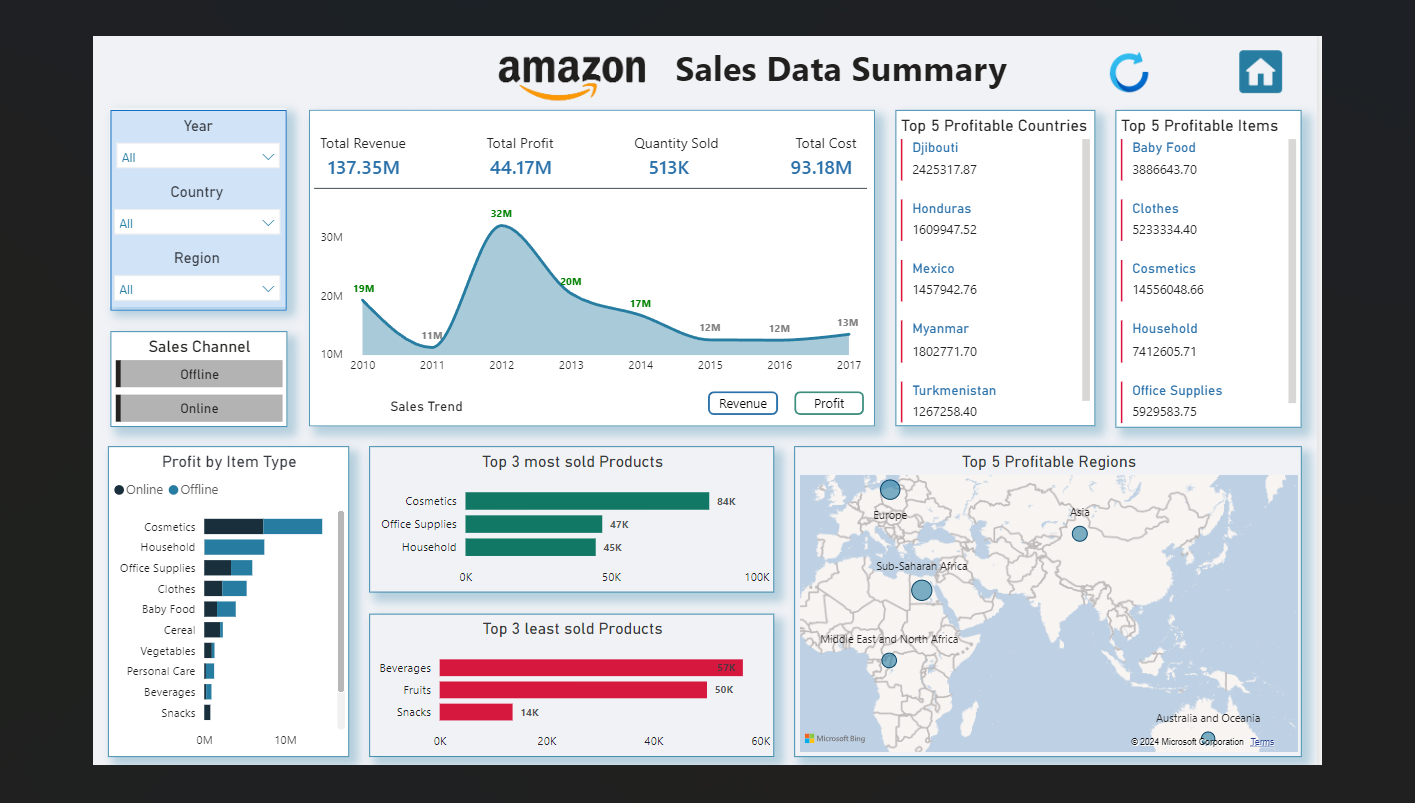 amazon Sales Data Summary
Year
All
Country
All
Region
All
Sales Channel
Offline
Online
Total Revenue
137.35M
Total Profit
44.17M
Quantity Sold
513K
Total Cost
93.18M
30M
20M
10M
19M
11M
32M
20M
17M
12M
12M
13M
2010 2011 2012 2013 2014 2015 2016 2017
Sales Trend
Revenue
Profit
Top 5 Profitable Countries
Djibouti
2425317.87
Honduras
1609947.52
Mexico
1457942.76
Myanmar
1802771.70
Turkmenistan
1267258.40
Top 5 Profitable Items
Baby Food
3886643.70
Clothes
5233334.40
Cosmetics
14556048.66
Household
7412605.71
Office Supplies
5929583.75
Profit by Item Type
Online Offline
Cosmetics
Household
Office Supplies
Clothes
Baby Food
Cereal
Vegetables
Personal Care
Beverages
Snacks
0M 10M
Top 3 most sold Products
Cosmetics 84K
Office Supplies 47K
Household 45K
0K 50K 100K
Top 3 least sold Products
Beverages 57K
Fruits 50K
Snacks 14K
0K 20K 40K 60K
Top 5 Profitable Regions
Europe
Asia
Sub-Saharan Africa
Middle East and North Africa
Australia and Oceania
Microsoft Bing
© 2024 Microsoft Corporation Terms